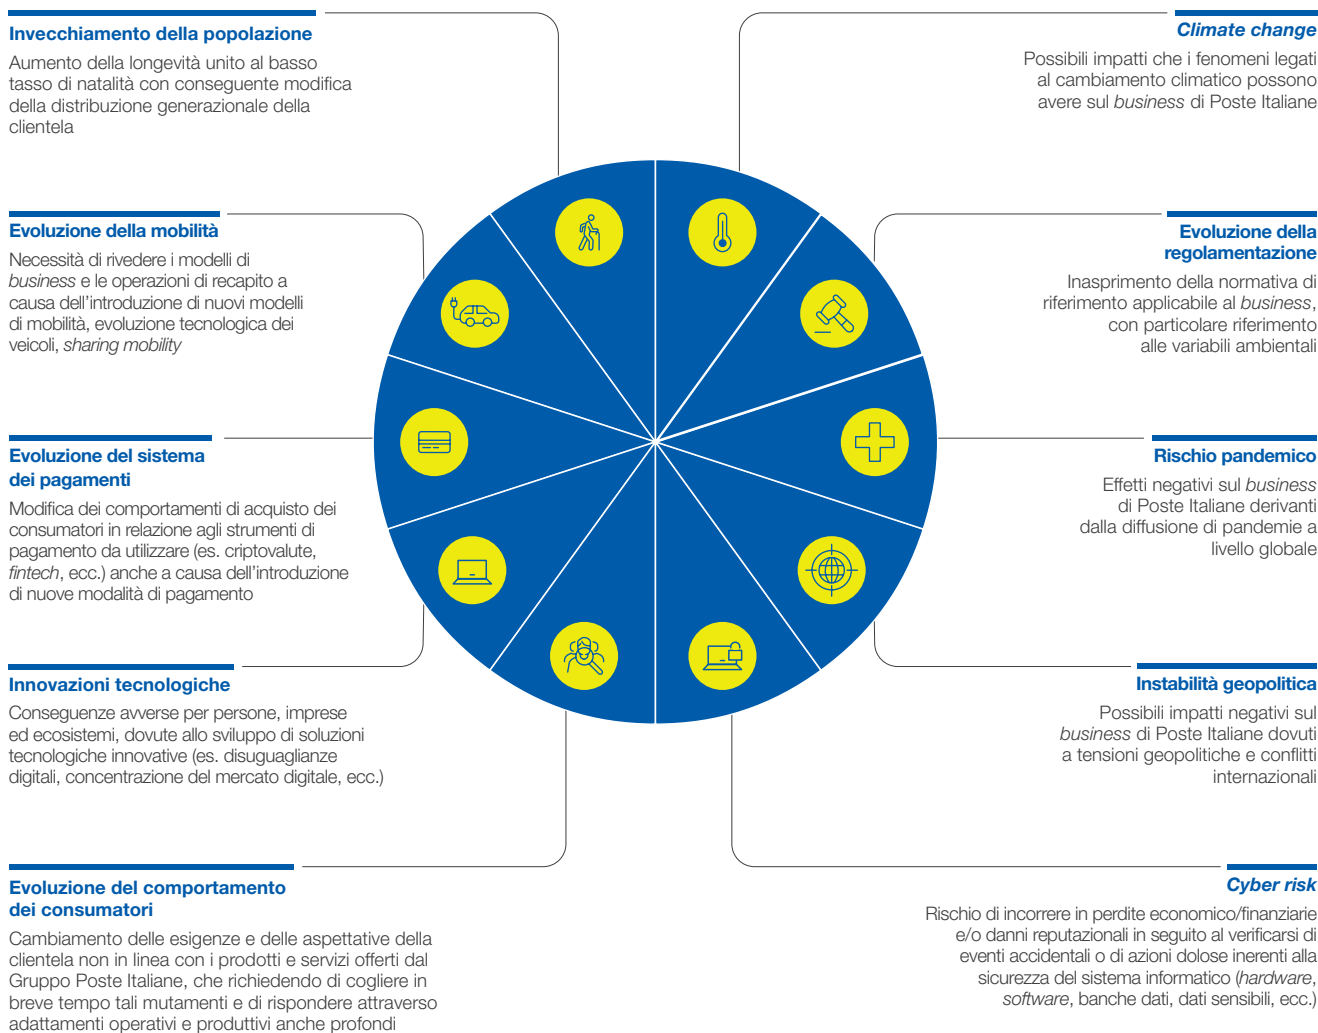 Invecchiamento della popolazione
Aumento della longevità unito al basso
tasso di natalità con conseguente modifica
della distribuzione generazionale della
clientela
Evoluzione della mobilità
Necessità di rivedere i modelli di
business e le operazioni di recapito a
causa dell'introduzione di nuovi modelli
di mobilità, evoluzione tecnologica dei
veicoli, sharing mobility
Evoluzione del sistema
dei pagamenti
Modifica dei comportamenti di acquisto dei
consumatori in relazione agli strumenti di
pagamento da utilizzare (es. criptovalute,
fintech, ecc.) anche a causa dell'introduzione
di nuove modalità di pagamento
Innovazioni tecnologiche
Conseguenze avverse per persone, imprese
ed ecosistemi, dovute allo sviluppo di soluzioni
tecnologiche innovative (es. disuguaglianze
digitali, concentrazione del mercato digitale, ecc.)
Evoluzione del comportamento
dei consumatori
Cambiamento delle esigenze e delle aspettative della
clientela non in linea con i prodotti e servizi offerti dal
Gruppo Poste Italiane, che richiedendo di cogliere in
breve tempo tali mutamenti e di rispondere attraverso
adattamenti operativi e produttivi anche profondi
Climate change
Possibili impatti che i fenomeni legati
al cambiamento climatico possono
avere sul business di Poste Italiane
Evoluzione della
regolamentazione
Inasprimento della normativa di
riferimento applicabile al business,
con particolare riferimento
alle variabili ambientali
Rischio pandemico
Effetti negativi sul business
di Poste Italiane derivanti
dalla diffusione di pandemie a
livello globale
Instabilità geopolitica
Possibili impatti negativi sul
business di Poste Italiane dovuti
a tensioni geopolitiche e conflitti
internazionali
Cyber risk
Rischio di incorrere in perdite economico/finanziarie
e/o danni reputazionali in seguito al verificarsi di
eventi accidentali o di azioni dolose inerenti alla
sicurezza del sistema informatico (hardware,
software, banche dati, dati sensibili, ecc.)